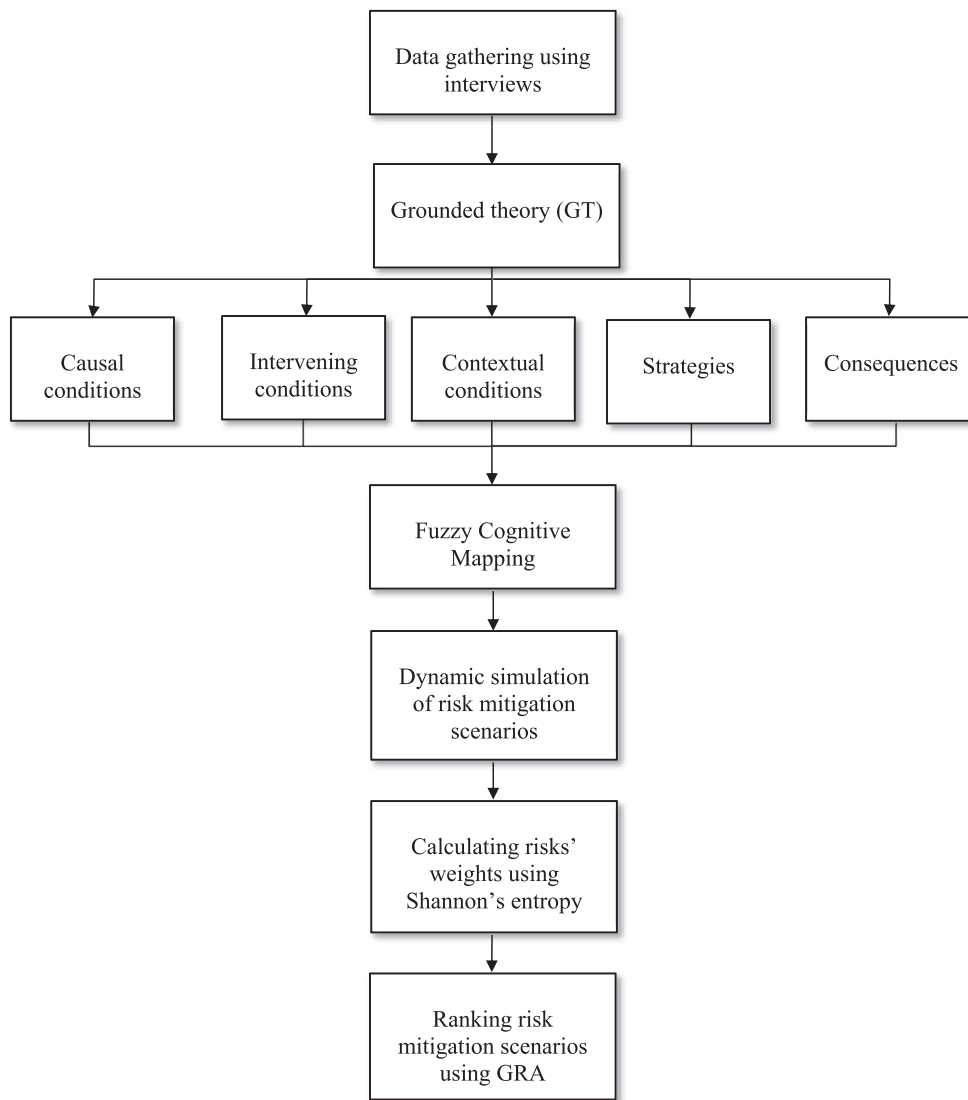 Data gathering using
interviews
Grounded theory (GT)
Causal
conditions
Intervening
conditions
Contextual
conditions
Strategies
Consequences
Fuzzy Cognitive
Mapping
Dynamic simulation
of risk mitigation
scenarios
Calculating risks’
weights using
Shannon’s entropy
Ranking risk
mitigation scenarios
using GRA